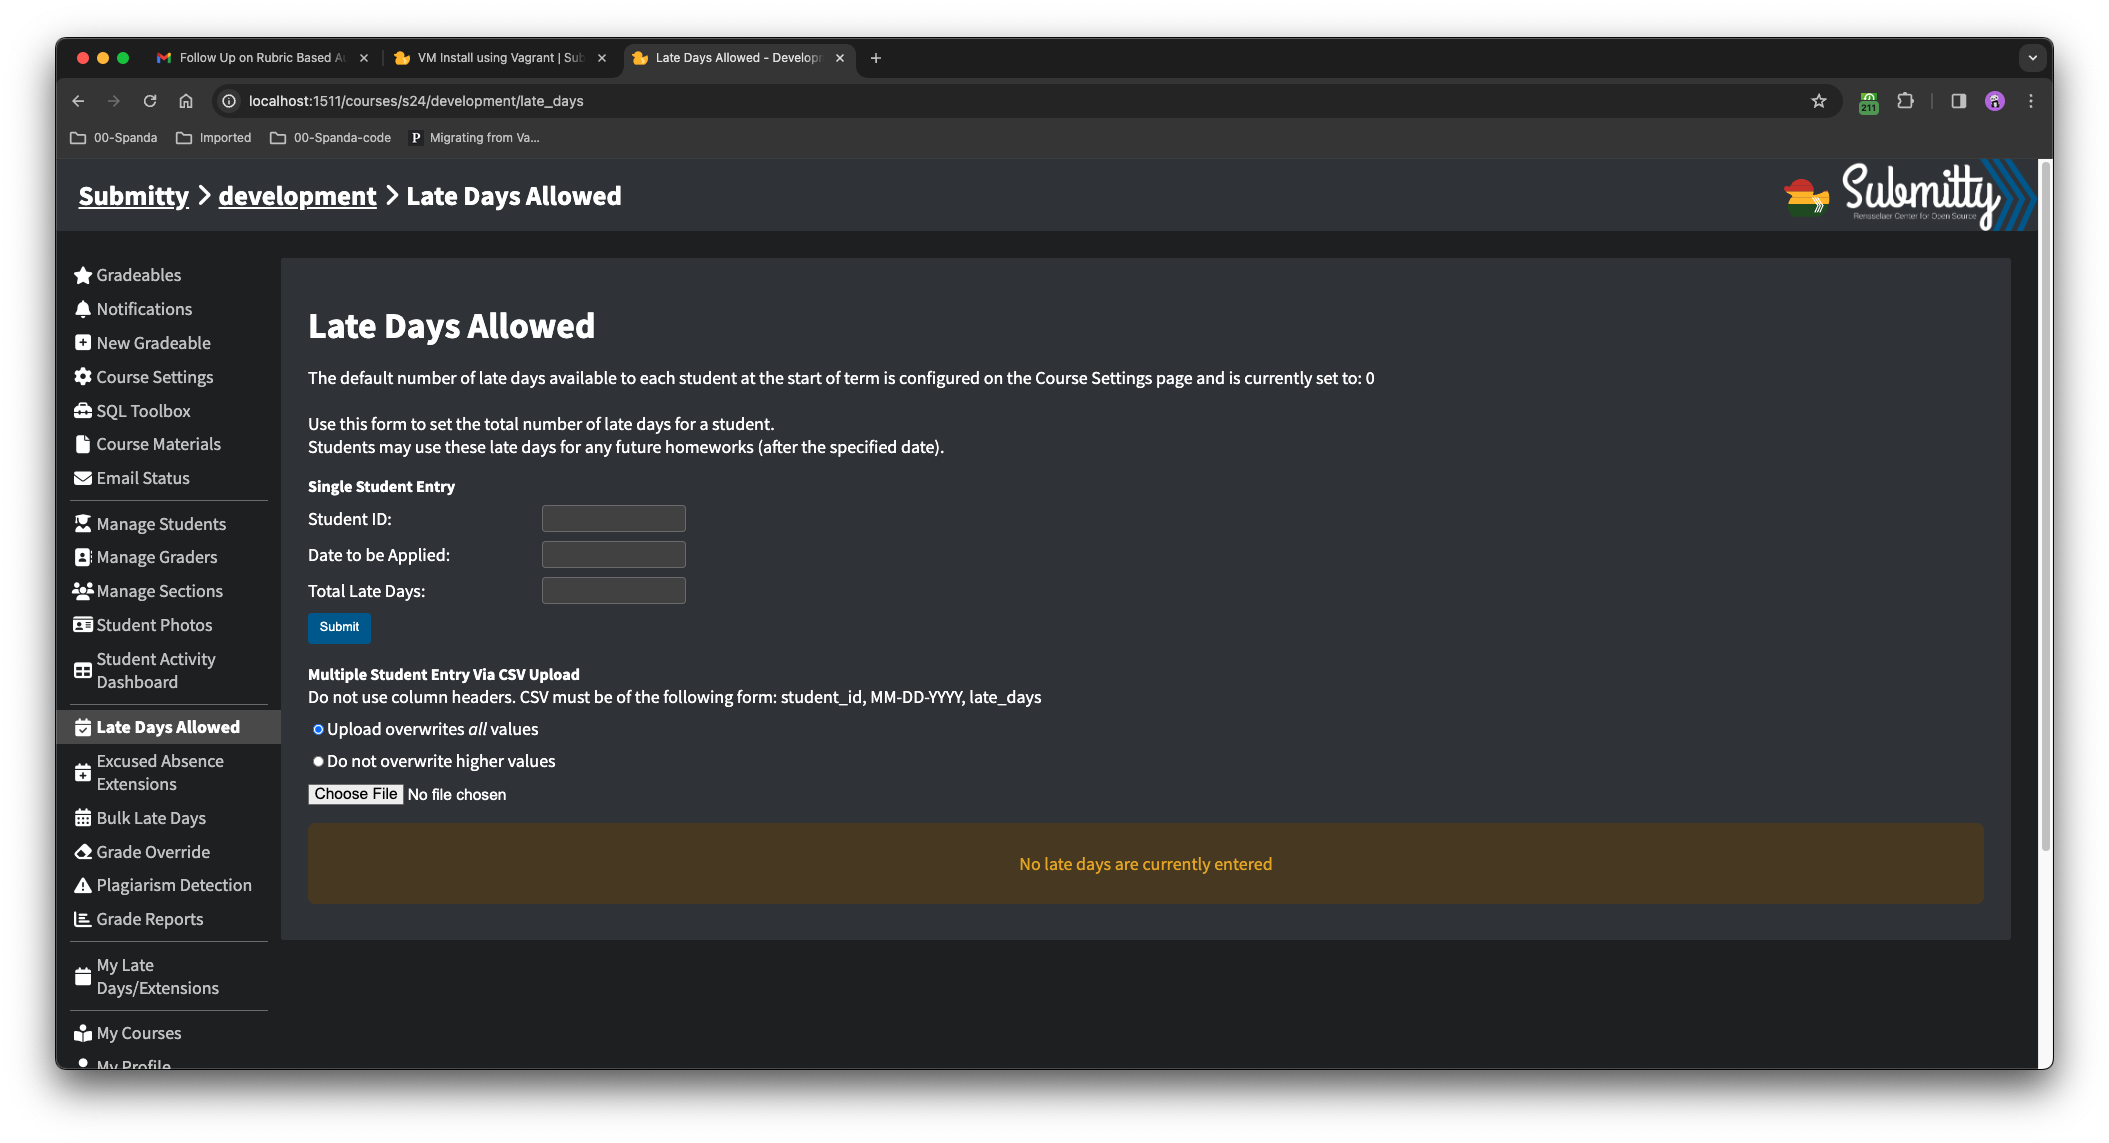 Follow Up on Rubric Based A
VM Install using Vagrant | Sub
Late Days Allowed - Develop
localhost:1511/courses/s24/development/late_days
211
00-Spanda
Imported
00-Spanda-code
P
Migrating from Va...
Submitty > development > Late Days Allowed
Submitty
Rensselaer Center for Open Source
Gradeables
Notifications
New Gradeable
Course Settings
SQL Toolbox
Course Materials
Email Status
Manage Students
Manage Graders
Manage Sections
Student Photos
Student Activity
Dashboard
Late Days Allowed
Excused Absence
Extensions
Bulk Late Days
Grade Override
Plagiarism Detection
Grade Reports
My Late
Days/Extensions
My Courses
My Profile
Late Days Allowed
The default number of late days available to each student at the start of term is configured on the Course Settings page and is currently set to: 0
Use this form to set the total number of late days for a student.
Students may use these late days for any future homeworks (after the specified date).
Single Student Entry
Student ID:
Date to be Applied:
Total Late Days:
Submit
Multiple Student Entry Via CSV Upload
Do not use column headers. CSV must be of the following form: student_id, MM-DD-YYYY, late_days
Upload overwrites all values
Do not overwrite higher values
Choose File No file chosen
No late days are currently entered